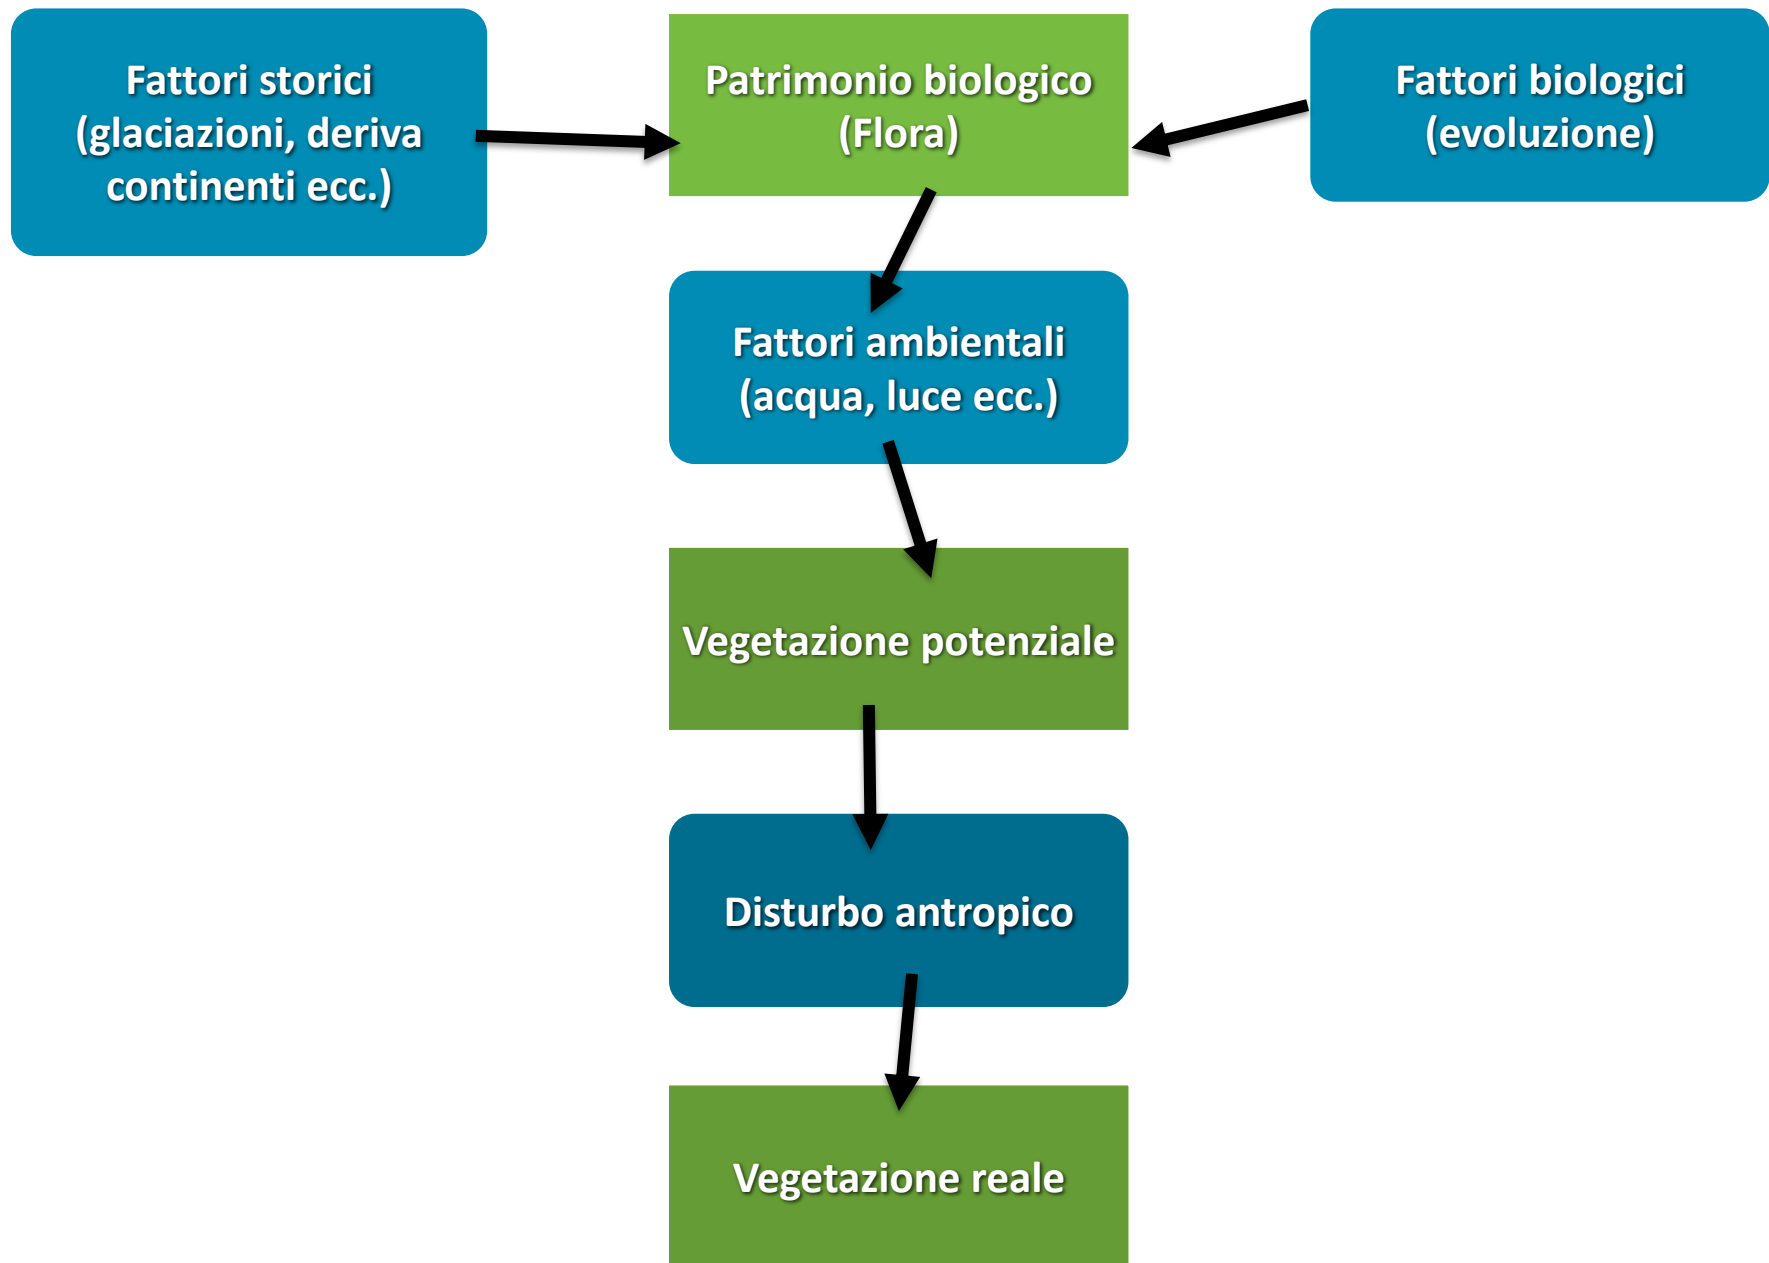 Fattori storici
(glaciazioni, deriva
continenti ecc.)
Patrimonio biologico
(Flora)
Fattori biologici
(evoluzione)
Fattori ambientali
(acqua, luce ecc.)
Vegetazione potenziale
Disturbo antropico
Vegetazione reale